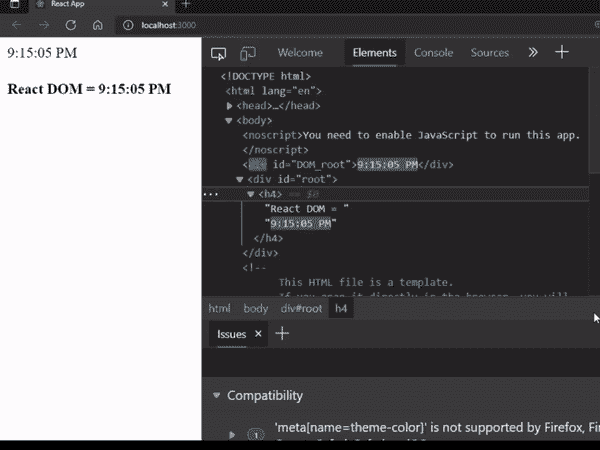 React App
localhost:3000
9:15:05 PM
React DOM = 9:15:05 PM
Welcome Elements Console Sources
<!DOCTYPE html>
<html lang="en">
<head>…</head>
<body>
<noscript>You need to enable JavaScript to run this app.
</noscript>
<div id="DOM_root">9:15:05 PM</div>
<div id="root">
<h4> == $0
"React DOM = "
"9:15:05 PM"
</h4>
</div>
<!--
This HTML file is a template.
html body div#root h4
Issues
Compatibility
1 'meta[name=theme-color]' is not supported by Firefox,